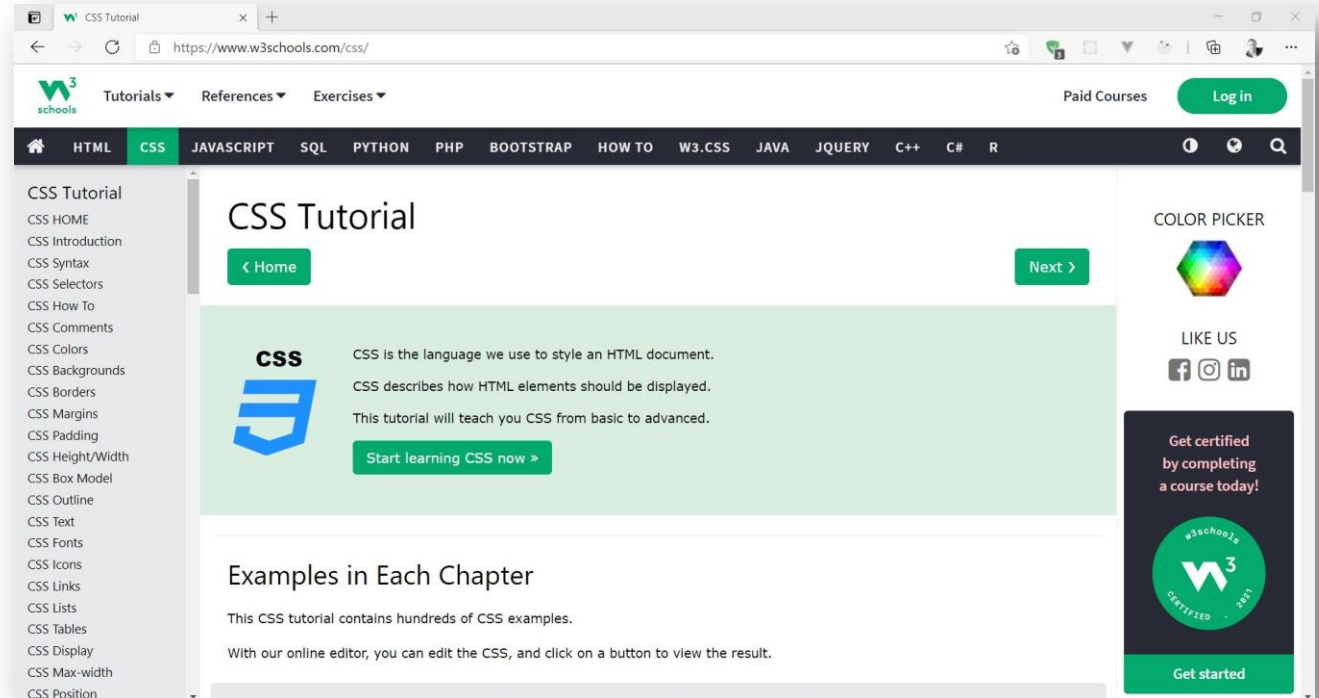 CSS Tutorial
https://www.w3schools.com/css/
3
W3
schools
Tutorials
References
Exercises
Paid Courses
Log in
HTML CSS JAVASCRIPT SQL PYTHON PHP BOOTSTRAP HOW TO W3.CSS JAVA JQUERY C++ C# R
CSS Tutorial
CSS HOME
CSS Introduction
CSS Syntax
CSS Selectors
CSS How To
CSS Comments
CSS Colors
CSS Backgrounds
CSS Borders
CSS Margins
CSS Padding
CSS Height/Width
CSS Box Model
CSS Outline
CSS Text
CSS Fonts
CSS Icons
CSS Links
CSS Lists
CSS Tables
CSS Display
CSS Max-width
CSS Position
CSS Tutorial
❮ Home
Next ❯
CSS
3
CSS is the language we use to style an HTML document.
CSS describes how HTML elements should be displayed.
This tutorial will teach you CSS from basic to advanced.
Start learning CSS now »
Examples in Each Chapter
This CSS tutorial contains hundreds of CSS examples.
With our online editor, you can edit the CSS, and click on a button to view the result.
COLOR PICKER
LIKE US
in
Get certified
by completing
a course today!
w3schools
W3
CERTIFIED . 2021
Get started